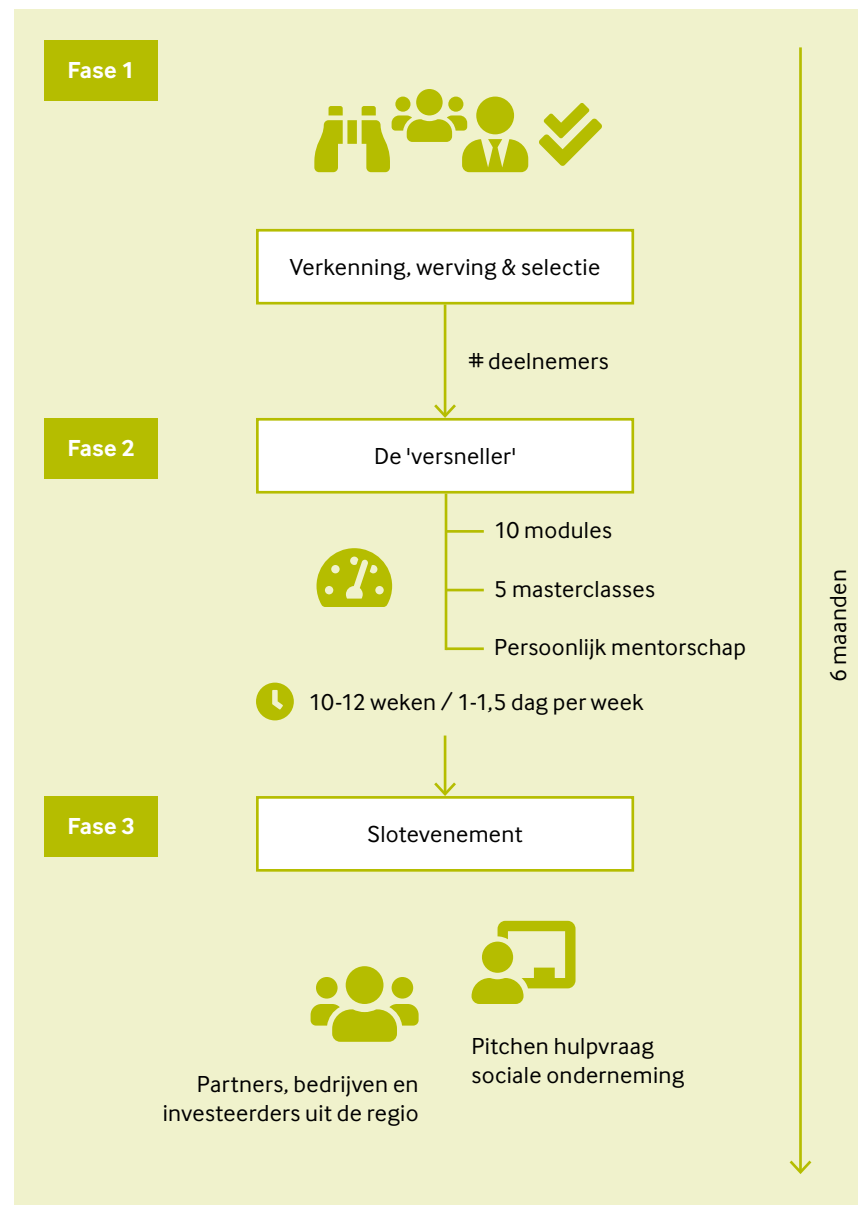 Fase 1
Verkenning, werving & selectie
# deelnemers
Fase 2
De 'versneller'
10 modules
5 masterclasses
Persoonlijk mentorschap
10-12 weken / 1-1,5 dag per week
6 maanden
Fase 3
Slotevenement
Pitchen hulpvraag
sociale onderneming
Partners, bedrijven en
investeerders uit de regio